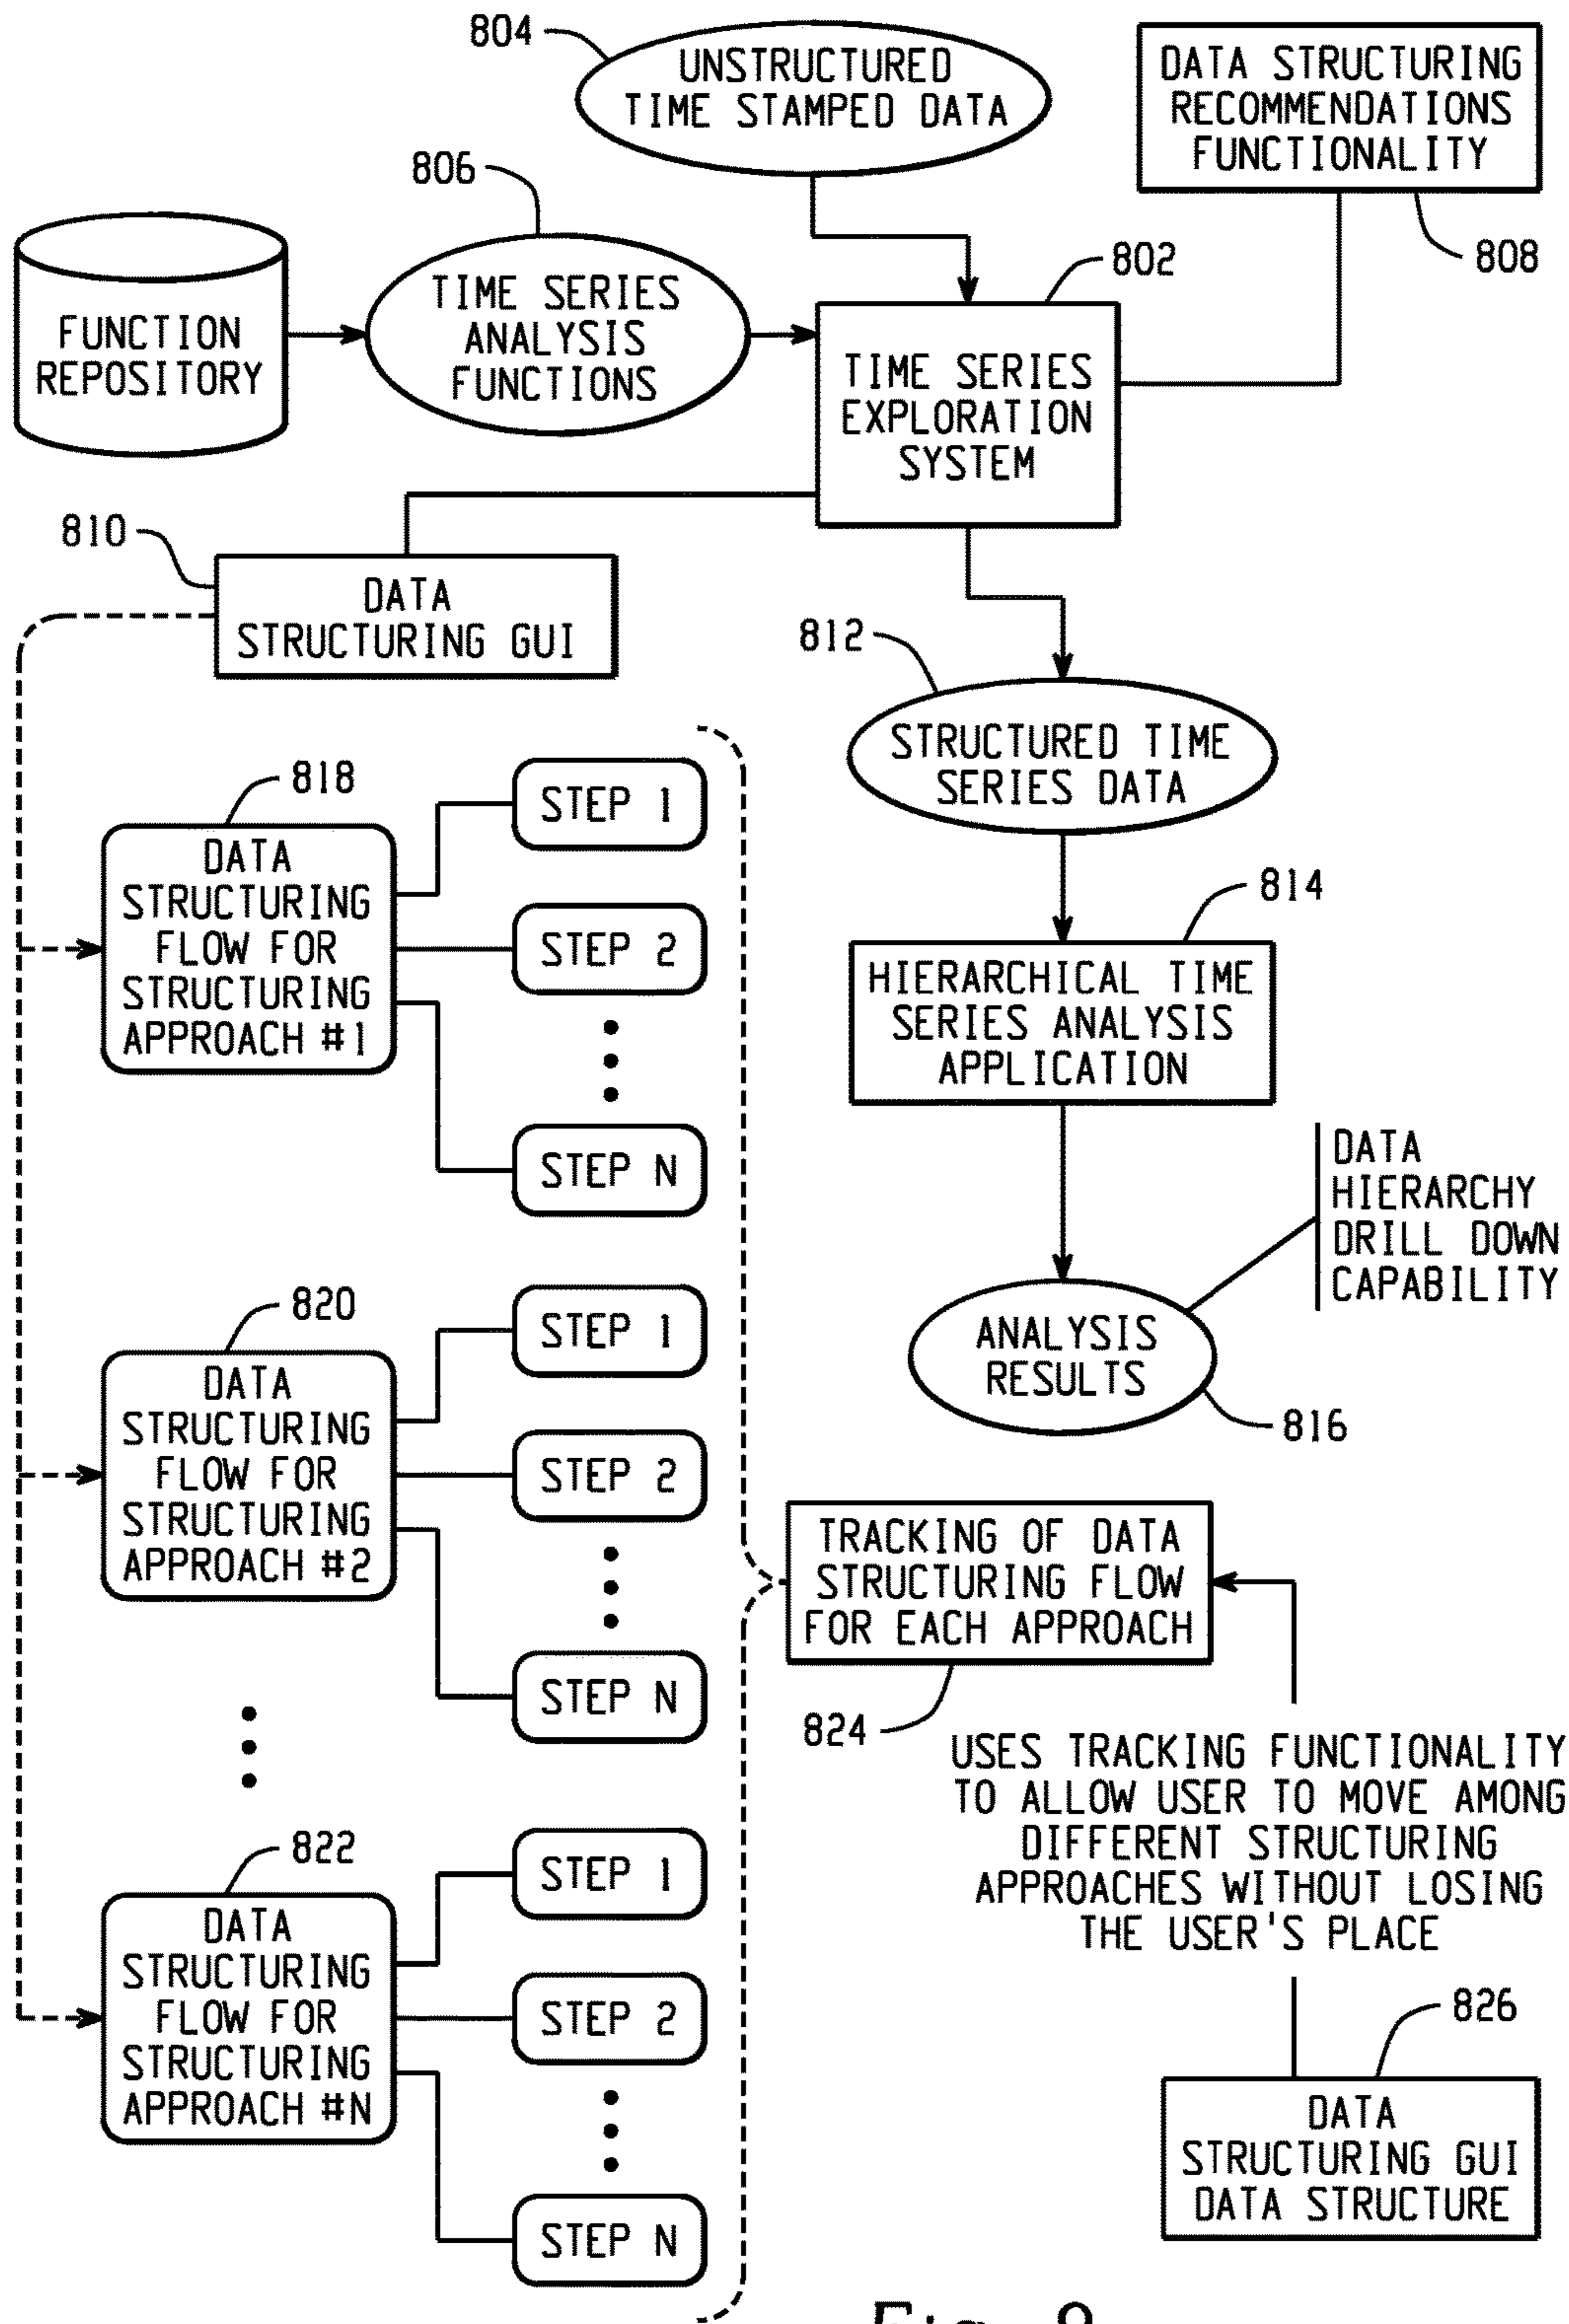 804
UNSTRUCTURED
TIME STAMPED DATA
DATA STRUCTURING
RECOMMENDATIONS
FUNCTIONALITY
808
806
FUNCTION
REPOSITORY
TIME SERIES
ANALYSIS
FUNCTIONS
802
TIME SERIES
EXPLORATION
SYSTEM
810
DATA
STRUCTURING GUI
812
STRUCTURED TIME
SERIES DATA
814
HIERARCHICAL TIME
SERIES ANALYSIS
APPLICATION
DATA
HIERARCHY
DRILL DOWN
CAPABILITY
ANALYSIS
RESULTS
816
818
DATA
STRUCTURING
FLOW FOR
STRUCTURING
APPROACH #1
STEP 1
STEP 2
STEP N
820
DATA
STRUCTURING
FLOW FOR
STRUCTURING
APPROACH #2
STEP 1
STEP 2
STEP N
822
DATA
STRUCTURING
FLOW FOR
STRUCTURING
APPROACH #N
STEP 1
STEP 2
STEP N
TRACKING OF DATA
STRUCTURING FLOW
FOR EACH APPROACH
824
USES TRACKING FUNCTIONALITY
TO ALLOW USER TO MOVE AMONG
DIFFERENT STRUCTURING
APPROACHES WITHOUT LOSING
THE USER'S PLACE
826
DATA
STRUCTURING GUI
DATA STRUCTURE